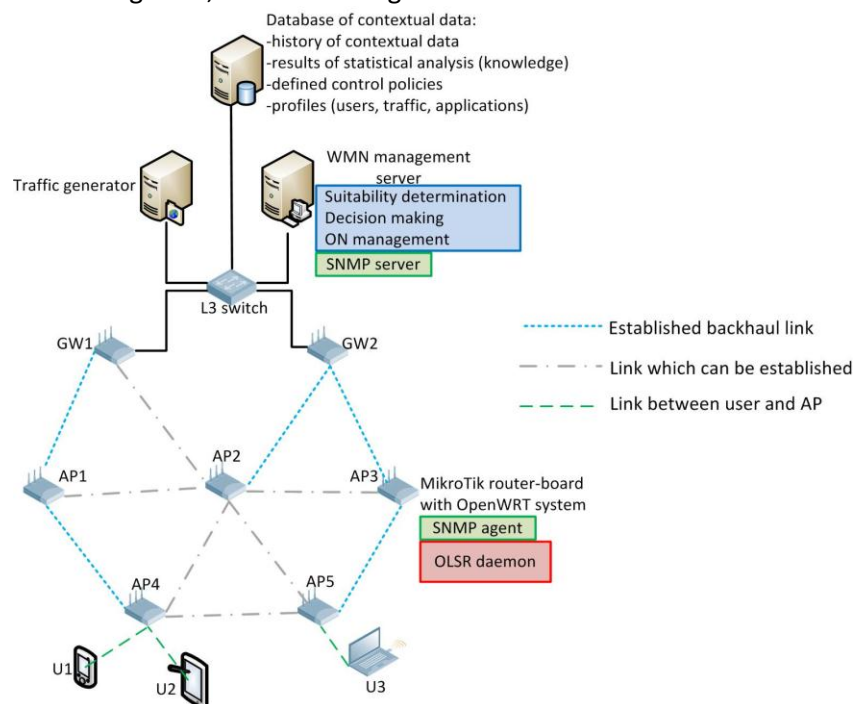 Database of contextual data:
-history of contextual data
-results of statistical analysis (knowledge)
-defined control policies
-profiles (users, traffic, applications)
WMN management
server
Traffic generator
Suitability determination
Decision making
ON management
SNMP server
L3 switch
GW1
GW2
Established backhaul link
Link which can be established
Link between user and AP
AP1
AP2
AP3
MikroTik router-board
with OpenWRT system
SNMP agent
OLSR daemon
AP4
AP5
U1
U2
U3